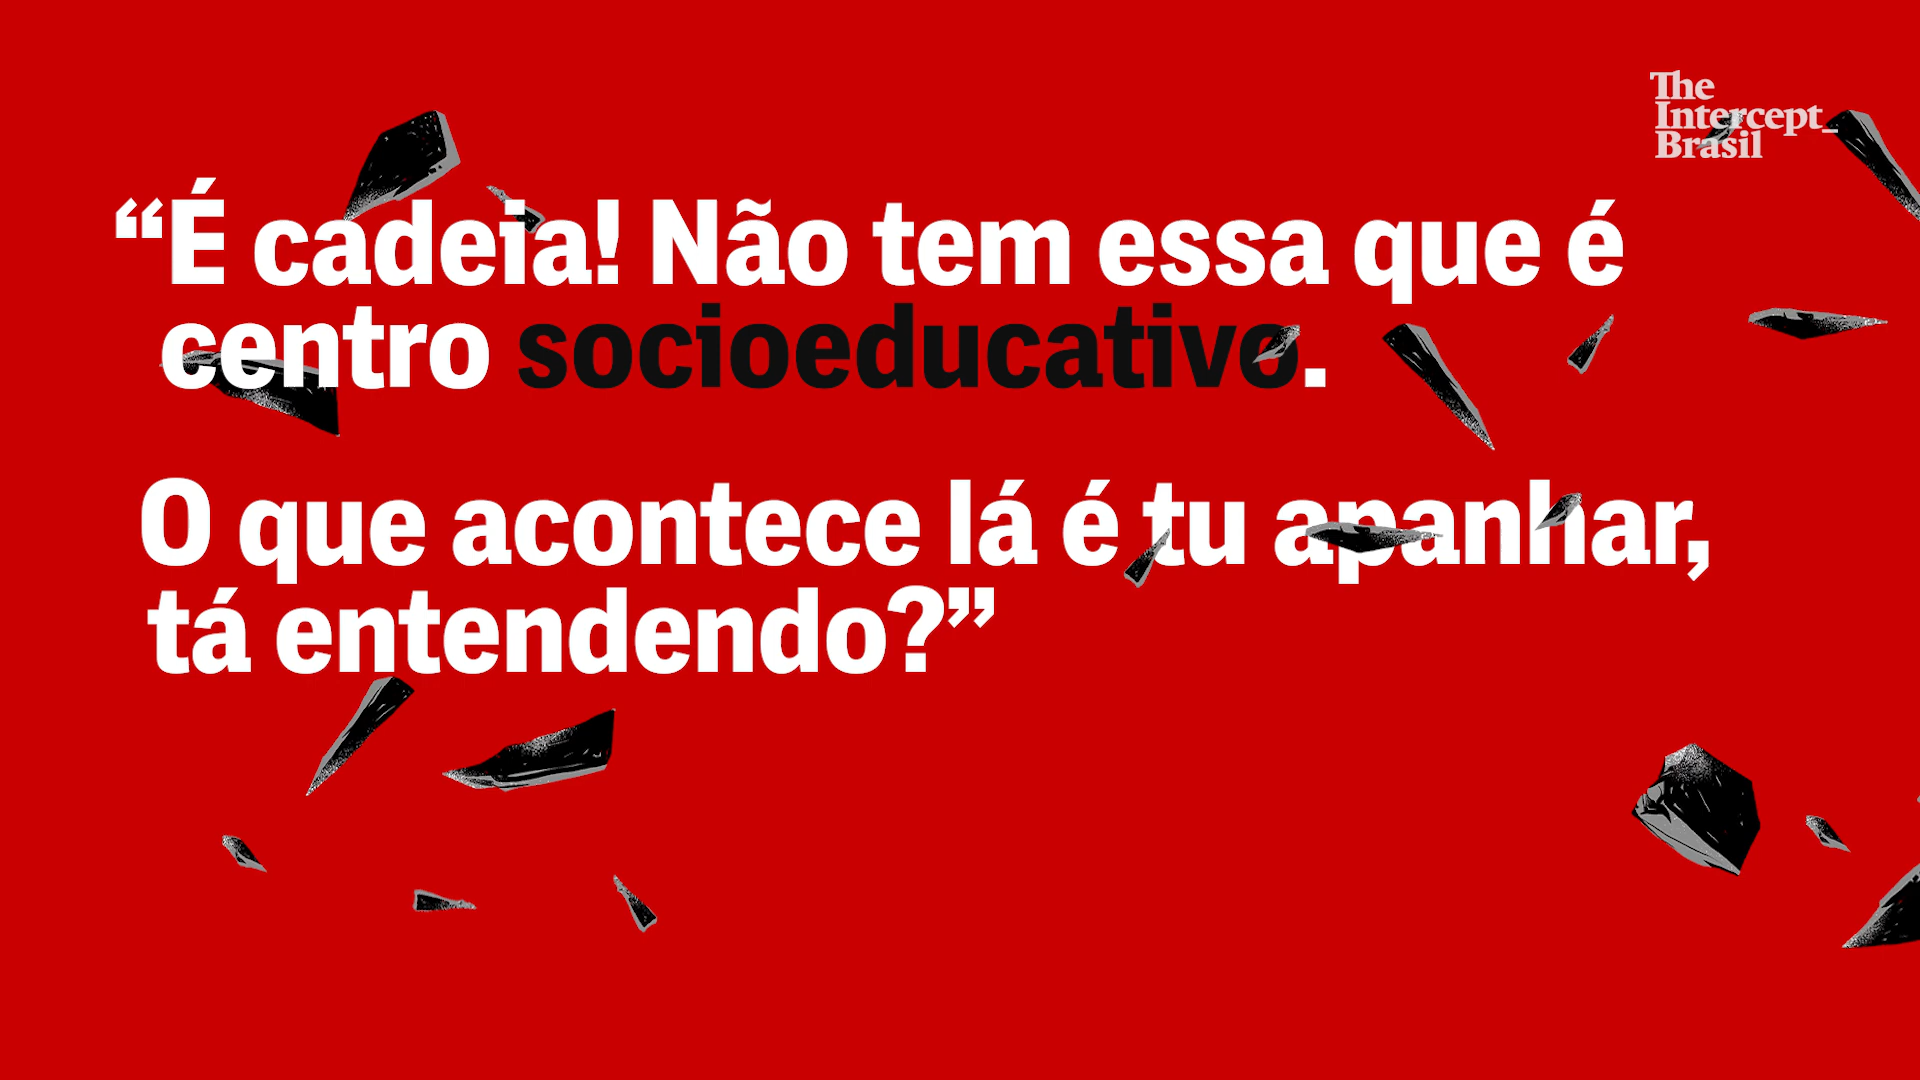 The
Intercept_
Brasil
“É cadeia! Não tem essa que é
centro socioeducativo.
O que acontece lá é tu apanhar,
tá entendendo?”